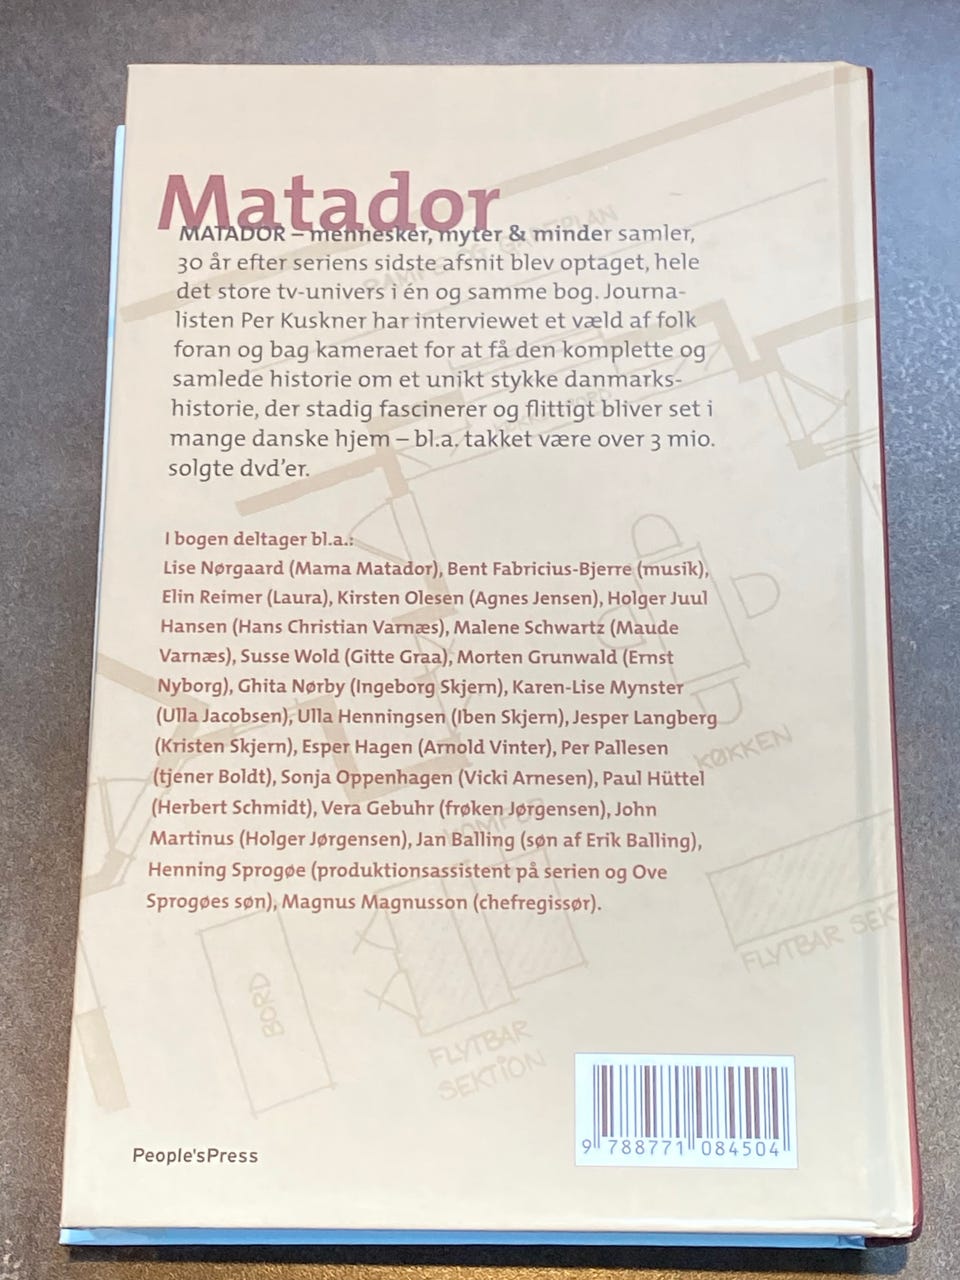 Matador
MATADOR – mennesker, myter & minder samler,
30 år efter seriens sidste afsnit blev optaget, hele
det store tv-univers i én og samme bog. Journa-
listen Per Kuskner har interviewet et væld af folk
foran og bag kameraet for at få den komplette og
samlede historie om et unikt stykke danmarks-
historie, der stadig fascinerer og flittigt bliver set i
mange danske hjem – bl.a. takket være over 3 mio.
solgte dvd'er.
I bogen deltager bl.a.:
Lise Nørgaard (Mama Matador), Bent Fabricius-Bjerre (musik),
Elin Reimer (Laura), Kirsten Olesen (Agnes Jensen), Holger Juul
Hansen (Hans Christian Varnæs), Malene Schwartz (Maude
Varnæs), Susse Wold (Gitte Graa), Morten Grunwald (Ernst
Nyborg), Ghita Nørby (Ingeborg Skjern), Karen-Lise Mynster
(Ulla Jacobsen), Ulla Henningsen (Iben Skjern), Jesper Langberg
(Kristen Skjern), Esper Hagen (Arnold Vinter), Per Pallesen
(tjener Boldt), Sonja Oppenhagen (Vicki Arnesen), Paul Hüttel
(Herbert Schmidt), Vera Gebuhr (frøken Jørgensen), John
Martinus (Holger Jørgensen), Jan Balling (søn af Erik Balling),
Henning Sprogøe (produktionsassistent på serien og Ove
Sprogøes søn), Magnus Magnusson (chefregissør).
KØKKEN
FLYTBAR SEK
BORD
FLYTBAR
SEKTION
People'sPress
9 788771 084504